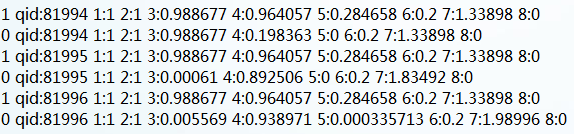 1 qid:81994 1:1 2:1 3:0.988677 4:0.964057 5:0.284658 6:0.2 7:1.33898 8:0
0 qid:81994 1:1 2:1 3:0.988677 4:0.198363 5:0 6:0.2 7:1.33898 8:0
1 qid:81995 1:1 2:1 3:0.988677 4:0.964057 5:0.284658 6:0.2 7:1.33898 8:0
0 qid:81995 1:1 2:1 3:0.00061 4:0.892506 5:0 6:0.2 7:1.83492 8:0
1 qid:81996 1:1 2:1 3:0.988677 4:0.964057 5:0.284658 6:0.2 7:1.33898 8:0
0 qid:81996 1:1 2:1 3:0.005569 4:0.938971 5:0.000335713 6:0.2 7:1.98996 8:0